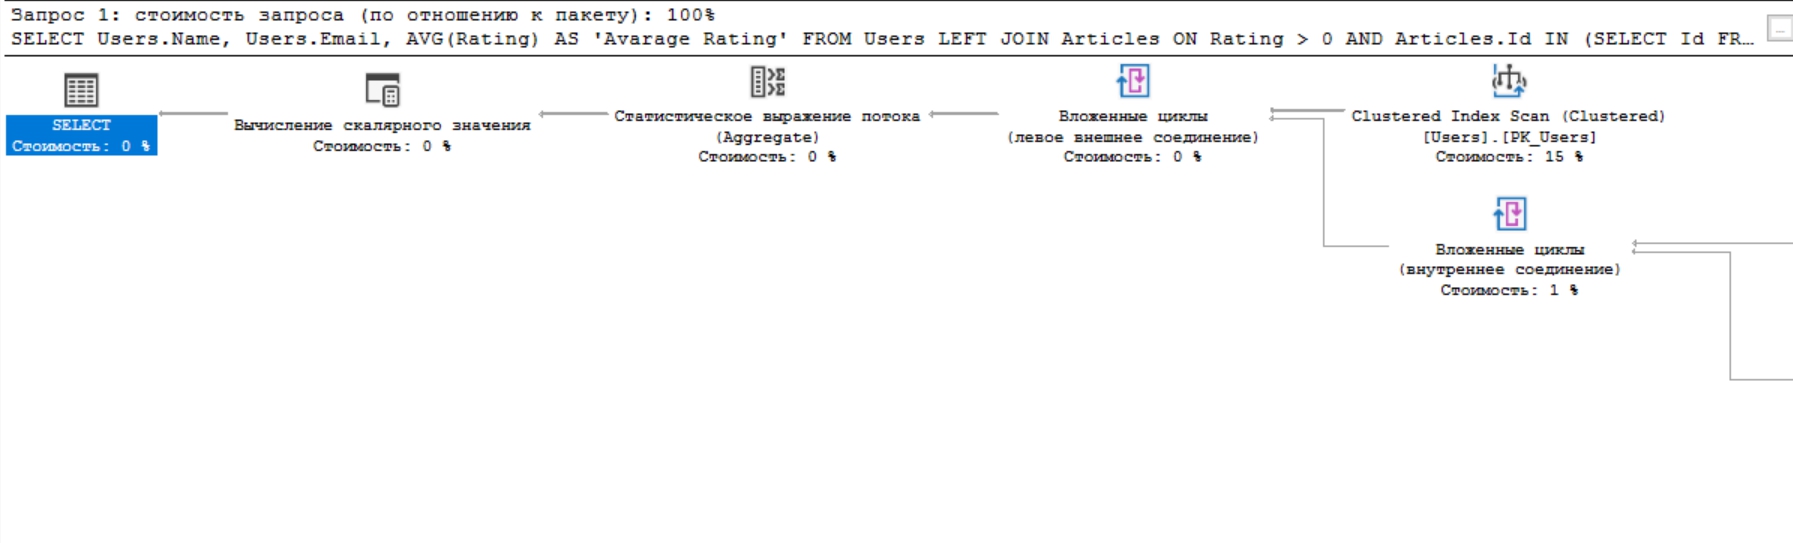 Запрос 1: стоимость запроса (по отношению к пакету): 100%
SELECT Users.Name, Users.Email, AVG(Rating) AS 'Avarage Rating' FROM Users LEFT JOIN Articles ON Rating > 0 AND Articles.Id IN (SELECT Id FR…
SELECT
Стоимость: 0 %
Вычисление скалярного значения
Стоимость: 0 %
Статистическое выражение потока
(Aggregate)
Стоимость: 0 %
Вложенные циклы
(левое внешнее соединение)
Стоимость: 0 %
Clustered Index Scan (Clustered)
[Users].[PK_Users]
Стоимость: 15 %
Вложенные циклы
(внутреннее соединение)
Стоимость: 1 %